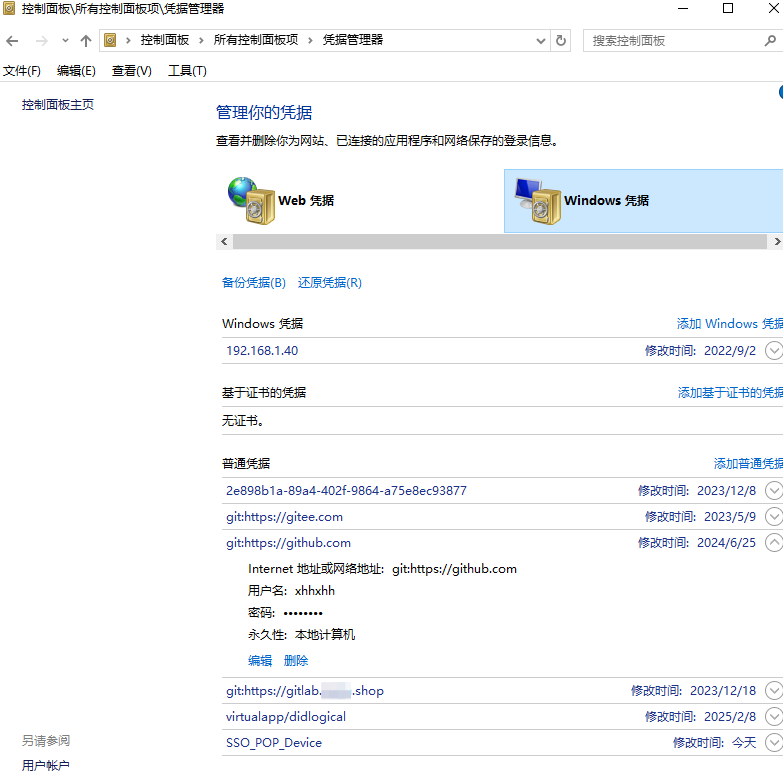 控制面板\所有控制面板项\凭据管理器
控制面板 所有控制面板项 凭据管理器 搜索控制面板
文件(F) 编辑(E) 查看(V) 工具(T)
控制面板主页
管理你的凭据
查看并删除你为网站、已连接的应用程序和网络保存的登录信息。
Web 凭据 Windows 凭据
备份凭据(B) 还原凭据(R)
Windows 凭据 添加 Windows 凭据
192.168.1.40 修改时间: 2022/9/2
基于证书的凭据 添加基于证书的凭据
无证书。
普通凭据 添加普通凭据
2e898b1a-89a4-402f-9864-a75e8ec93877 修改时间: 2023/12/8
git:https://gitee.com 修改时间: 2023/5/9
git:https://github.com 修改时间: 2024/6/25
Internet 地址或网络地址: git:https://github.com
用户名: xhhxhh
密码: ••••••••
永久性: 本地计算机
编辑 删除
git:https://gitlab. .shop 修改时间: 2023/12/18
virtualapp/didlogical 修改时间: 2025/2/8
SSO_POP_Device 修改时间: 今天
另请参阅
用户帐户